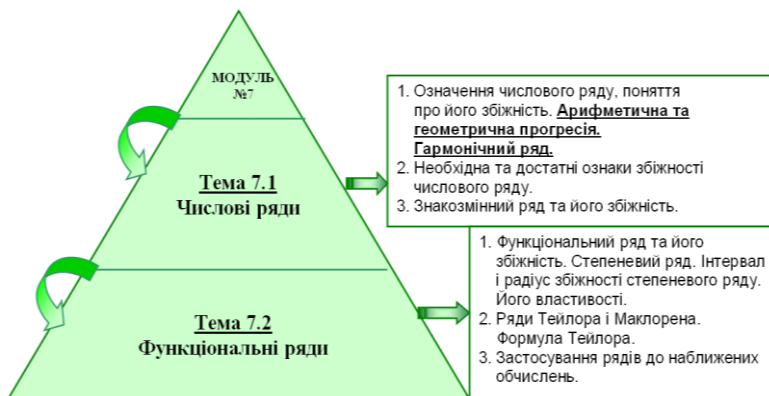 МОДУЛЬ
№7
Тема 7.1
Числові ряди
1. Означення числового ряду, поняття
про його збіжність. Арифметична та
геометрична прогресія.
Гармонічний ряд.
2. Необхідна та достатні ознаки збіжності
числового ряду.
3. Знакозмінний ряд та його збіжність.
Тема 7.2
Функціональні ряди
1. Функціональний ряд та його
збіжність. Степеневий ряд. Інтервал
і радіус збіжності степеневого ряду.
Його властивості.
2. Ряди Тейлора і Маклорена.
Формула Тейлора.
3. Застосування рядів до наближених
обчислень.